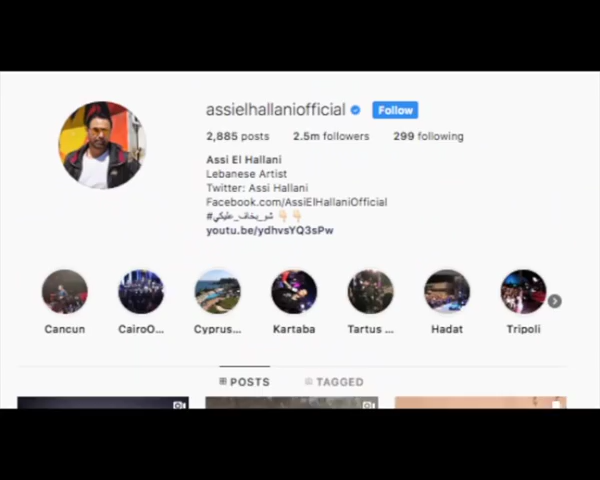 assielhallaniofficial Follow
2,885 posts 2.5m followers 299 following
Assi El Hallani
Lebanese Artist
Twitter: Assi Hallani
Facebook.com/AssiElHallaniOfficial
#شو_بخاف_عليكي 👇🏻👇🏻
youtu.be/ydhvsYQ3sPw
Cancun CairoO... Cyprus... Kartaba Tartus ... Hadat Tripoli
POSTS TAGGED